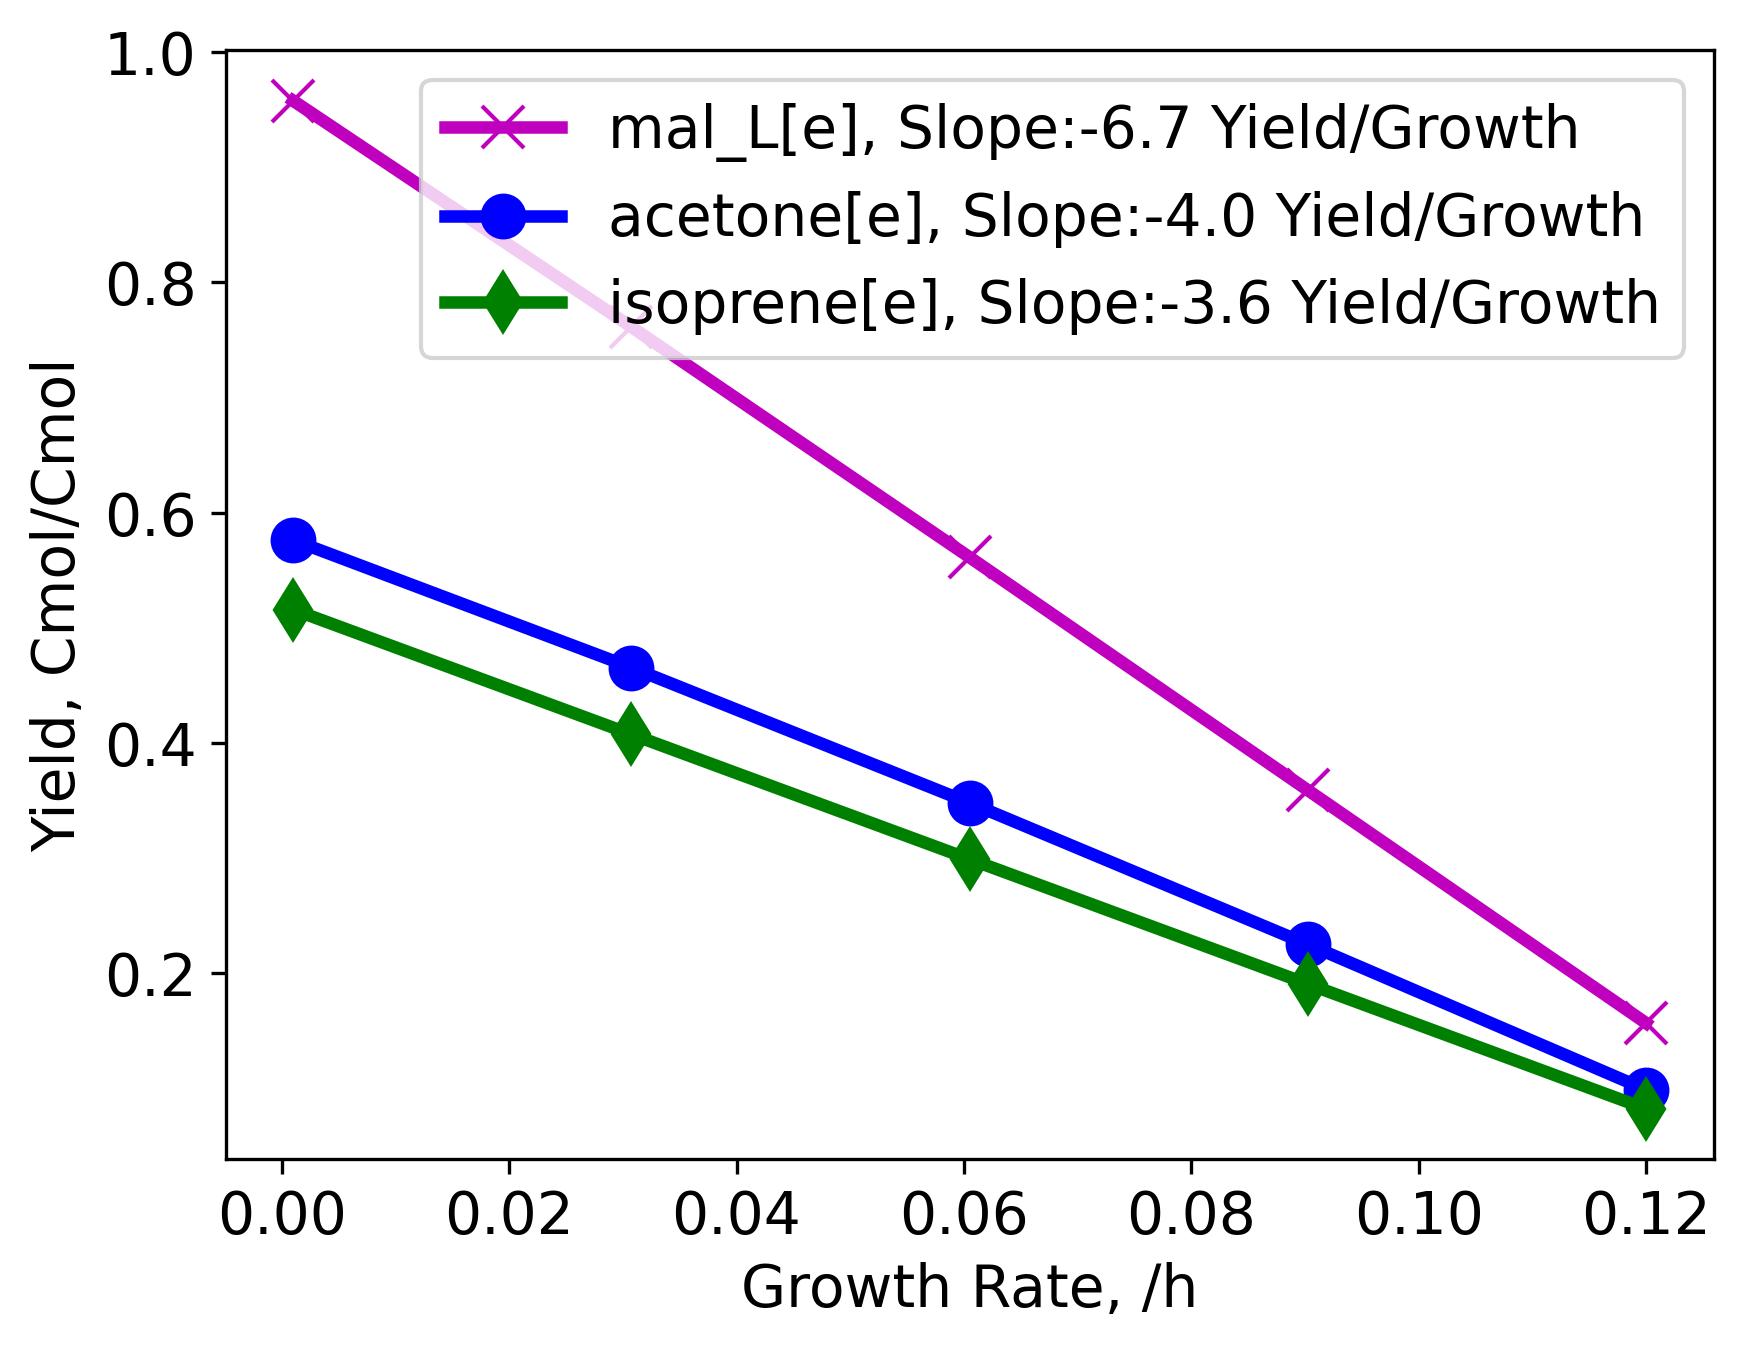 1.0
0.8
0.6
0.4
0.2
Yield, Cmol/Cmol
mal_L[e], Slope:-6.7 Yield/Growth
acetone[e], Slope:-4.0 Yield/Growth
isoprene[e], Slope:-3.6 Yield/Growth
0.00 0.02 0.04 0.06 0.08 0.10 0.12
Growth Rate, /h